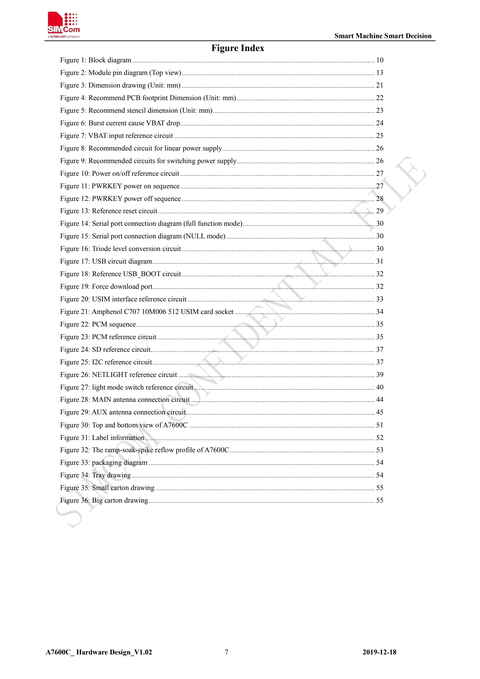 SIMCom
Smart Machine Smart Decision
Figure Index
Figure 1: Block diagram 10
Figure 2: Module pin diagram (Top view) 13
Figure 3: Dimension drawing (Unit: mm) 21
Figure 4: Recommend PCB footprint Dimension (Unit: mm) 22
Figure 5: Recommend stencil dimension (Unit: mm) 23
Figure 6: Burst current cause VBAT drop 24
Figure 7: VBAT input reference circuit 25
Figure 8: Recommended circuit for linear power supply 26
Figure 9: Recommended circuits for switching power supply 26
Figure 10: Power on/off reference circuit 27
Figure 11: PWRKEY power on sequence 27
Figure 12: PWRKEY power off sequence 28
Figure 13: Reference reset circuit 29
Figure 14: Serial port connection diagram (full function mode) 30
Figure 15: Serial port connection diagram (NULL mode) 30
Figure 16: Triode level conversion circuit 30
Figure 17: USB circuit diagram 31
Figure 18: Reference USB_BOOT circuit 32
Figure 19: Force download port 32
Figure 20: USIM interface reference circuit 33
Figure 21: Amphenol C707 10M006 512 USIM card socket 34
Figure 22: PCM sequence 35
Figure 23: PCM reference circuit 35
Figure 24: SD reference circuit 37
Figure 25: I2C reference circuit 37
Figure 26: NETLIGHT reference circuit 39
Figure 27: light mode switch reference circuit 40
Figure 28: MAIN antenna connection circuit 44
Figure 29: AUX antenna connection circuit 45
Figure 30: Top and bottom view of A7600C 51
Figure 31: Label information 52
Figure 32: The ramp-soak-spike reflow profile of A7600C 53
Figure 33: packaging diagram 54
Figure 34: Tray drawing 54
Figure 35: Small carton drawing 55
Figure 36: Big carton drawing 55
SIMCOM CONFIDENTIAL FILE
A7600C_ Hardware Design_V1.02 7 2019-12-18